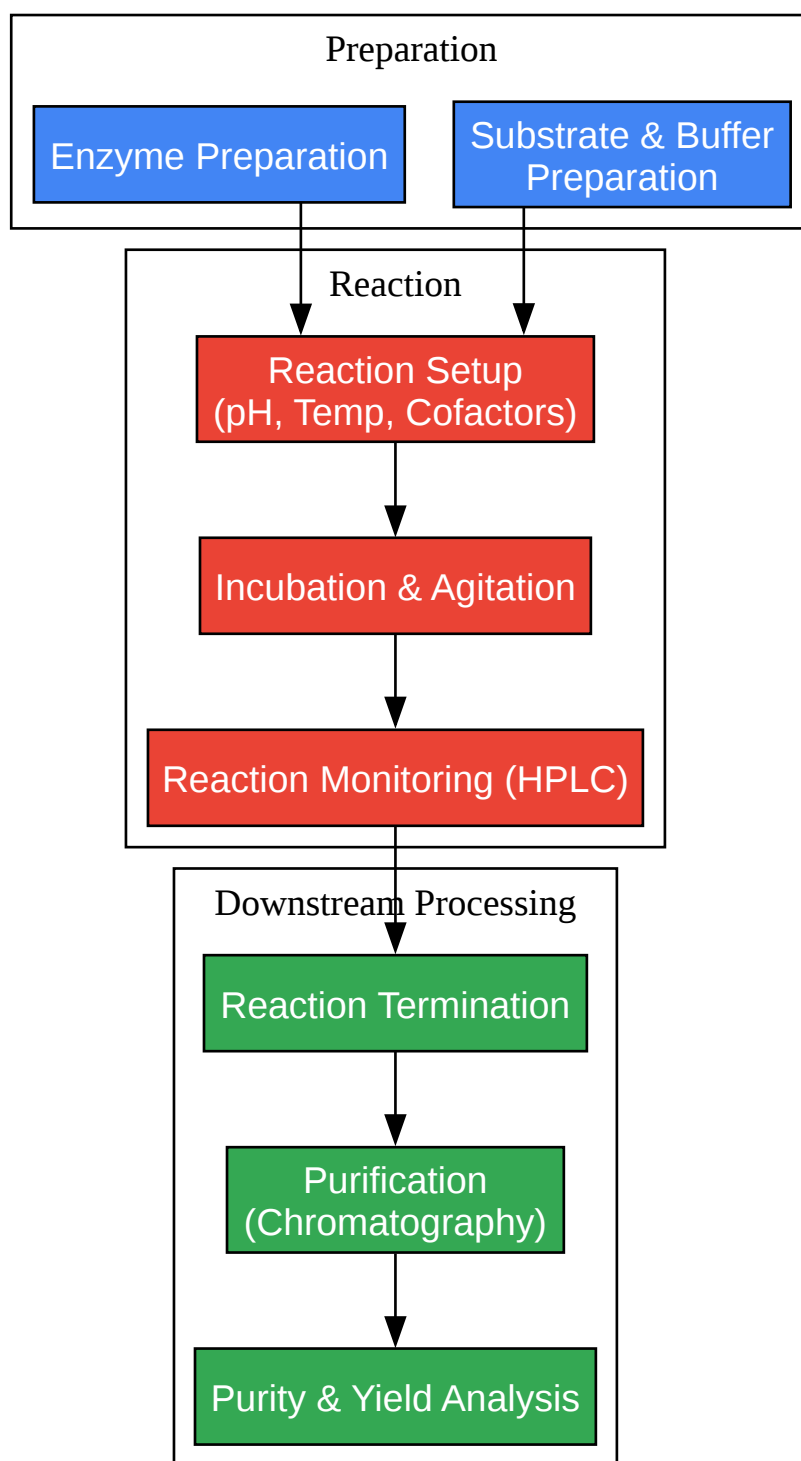 Preparation
Enzyme Preparation
Substrate & Buffer
Preparation
Reaction
Reaction Setup
(pH, Temp, Cofactors)
Incubation & Agitation
Reaction Monitoring (HPLC)
Downstream Processing
Reaction Termination
Purification
(Chromatography)
Purity & Yield Analysis